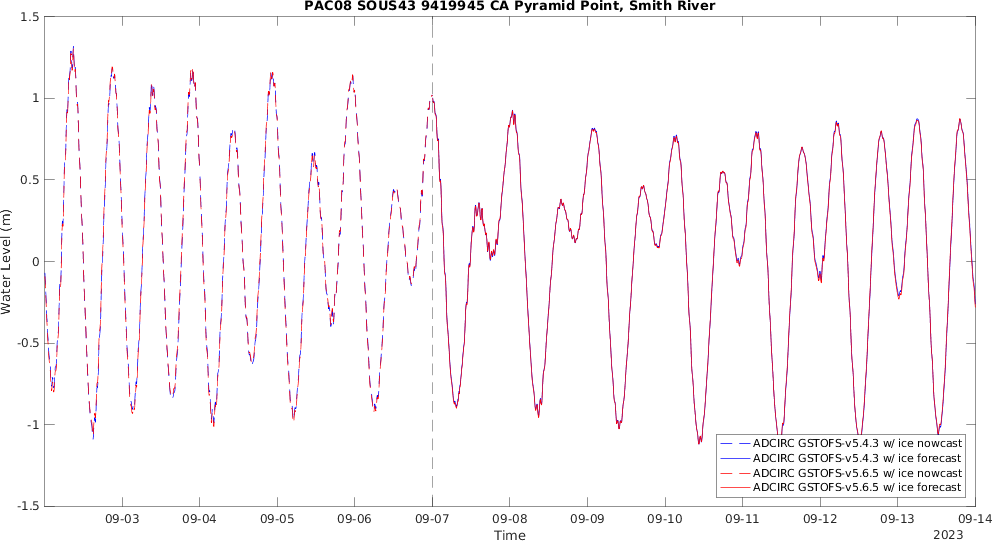 PAC08 SOUS43 9419945 CA Pyramid Point, Smith River
1.5
1
0.5
0
-0.5
-1
-1.5
Water Level (m)
ADCIRC GSTOFS-v5.4.3 w/ ice nowcast
ADCIRC GSTOFS-v5.4.3 w/ ice forecast
ADCIRC GSTOFS-v5.6.5 w/ ice nowcast
ADCIRC GSTOFS-v5.6.5 w/ ice forecast
09-03 09-04 09-05 09-06 09-07 09-08 09-09 09-10 09-11 09-12 09-13 09-14
Time
2023